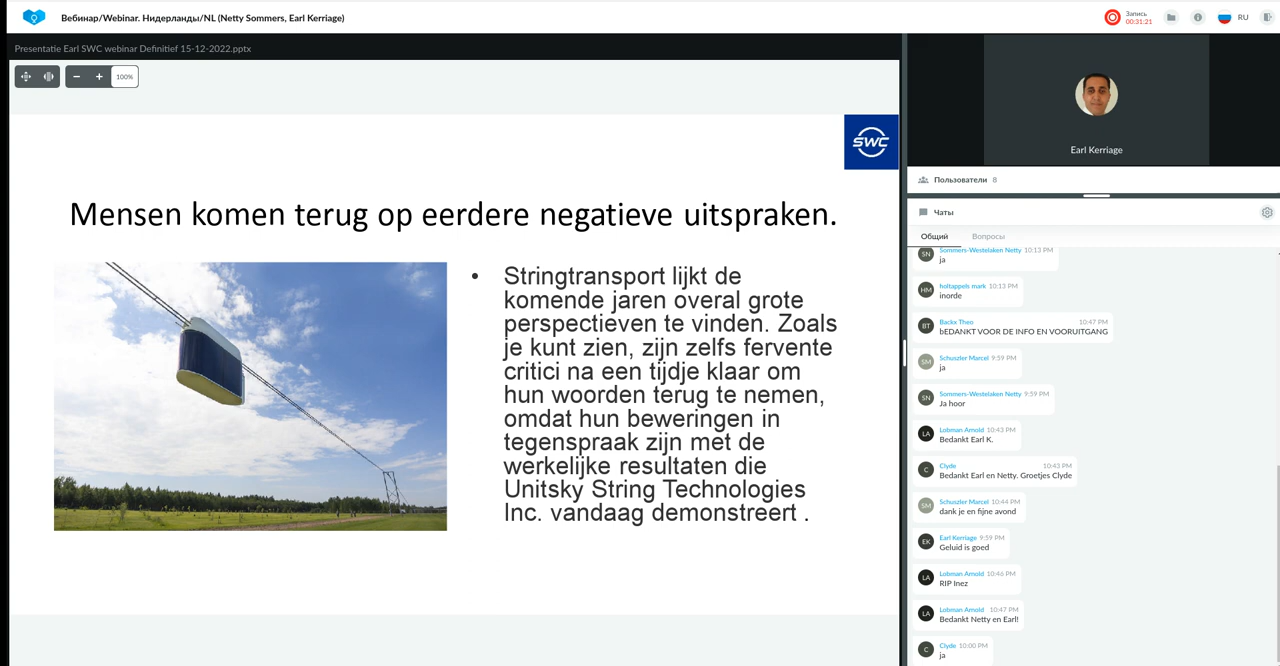 Вебинар/Webinar. Нидерланды/NL (Netty Sommers, Earl Kerriage)
Запись
00:31:21
RU
Presentatie Earl SWC webinar Definitief 15-12-2022.pptx
100%
SWC
Mensen komen terug op eerdere negatieve uitspraken.
• Stringtransport lijkt de
komende jaren overal grote
perspectieven te vinden. Zoals
je kunt zien, zijn zelfs fervente
critici na een tijdje klaar om
hun woorden terug te nemen,
omdat hun beweringen in
tegenspraak zijn met de
werkelijke resultaten die
Unitsky String Technologies
Inc. vandaag demonstreert .
Earl Kerriage
Пользователи 8
Чаты
Общий Вопросы
SN Sommers-Westelaken Netty 10:13 PM
ja
HM holtappels mark 10:13 PM
inorde
BT Backx Theo 10:47 PM
bEDANKT VOOR DE INFO EN VOORUITGANG
SM Schuszler Marcel 9:59 PM
ja
SN Sommers-Westelaken Netty 9:59 PM
Ja hoor
LA Lobman Arnold 10:43 PM
Bedankt Earl K.
C Clyde 10:43 PM
Bedankt Earl en Netty. Groetjes Clyde
SM Schuszler Marcel 10:44 PM
dank je en fijne avond
EK Earl Kerriage 9:59 PM
Geluid is goed
LA Lobman Arnold 10:46 PM
RIP Inez
LA Lobman Arnold 10:47 PM
Bedankt Netty en Earl!
C Clyde 10:00 PM
ja